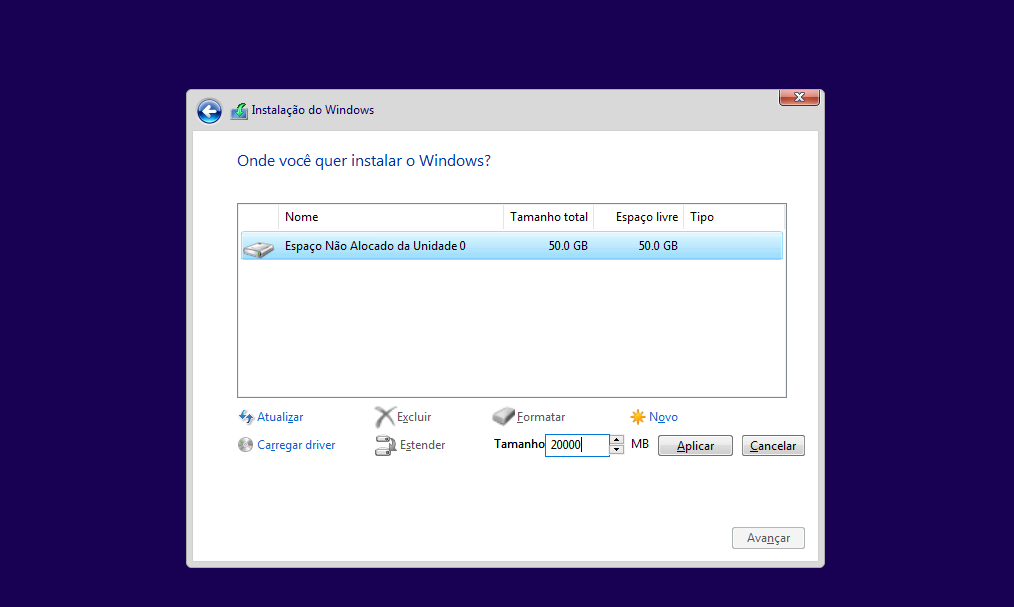 Instalação do Windows
Onde você quer instalar o Windows?
Nome Tamanho total Espaço livre Tipo
Espaço Não Alocado da Unidade 0 50.0 GB 50.0 GB
Atualizar Excluir Formatar Novo
Carregar driver Estender Tamanho 20000 MB Aplicar Cancelar
Avançar